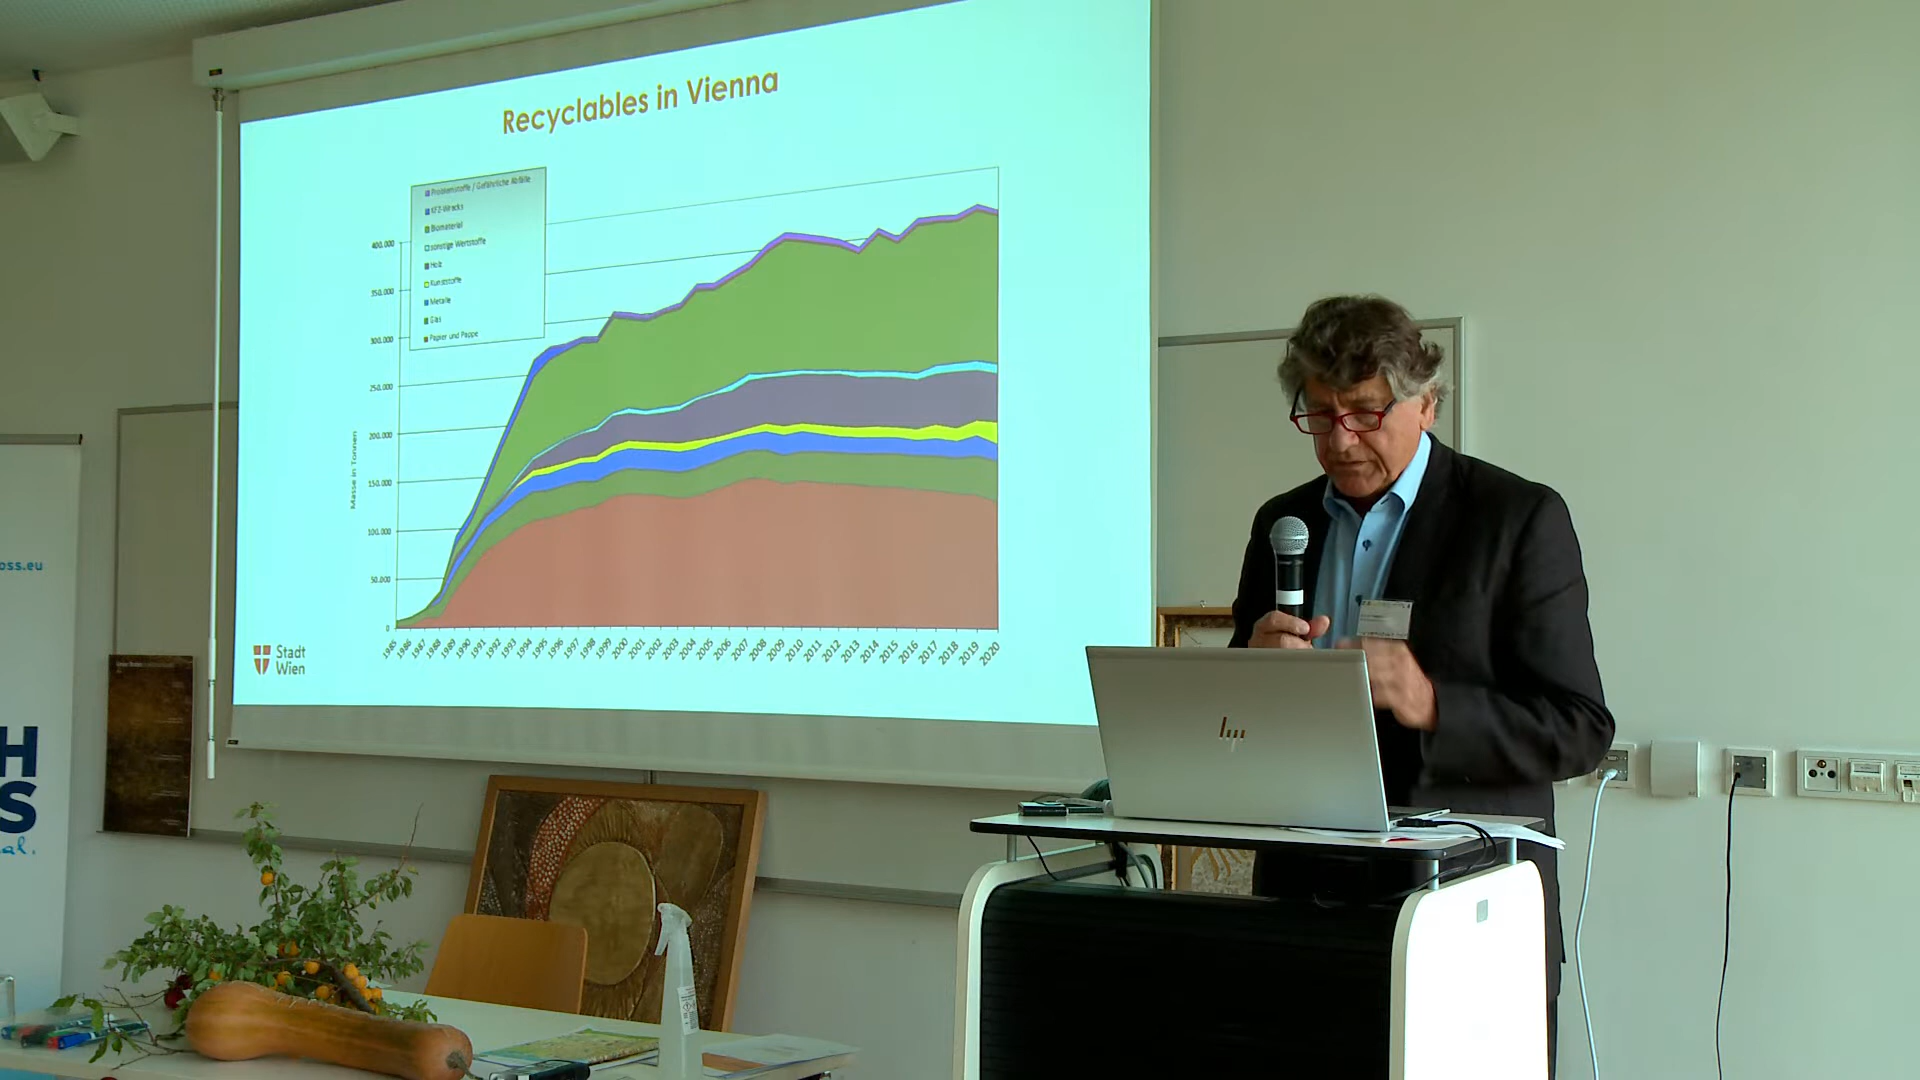 Recyclables in Vienna
Problemstoffe / Gefährliche Abfälle
KFZ-Wracks
Biomaterial
sonstige Wertstoffe
Holz
Kunststoffe
Metalle
Glas
Papier und Pappe
400.000
350.000
300.000
250.000
200.000
150.000
100.000
50.000
0
Masse in Tonnen
1985 1986 1987 1988 1989 1990 1991 1992 1993 1994 1995 1996 1997 1998 1999 2000 2001 2002 2003 2004 2005 2006 2007 2008 2009 2010 2011 2012 2013 2014 2015 2016 2017 2018 2019 2020
Stadt
Wien
oss.eu
H
S
al.
hp